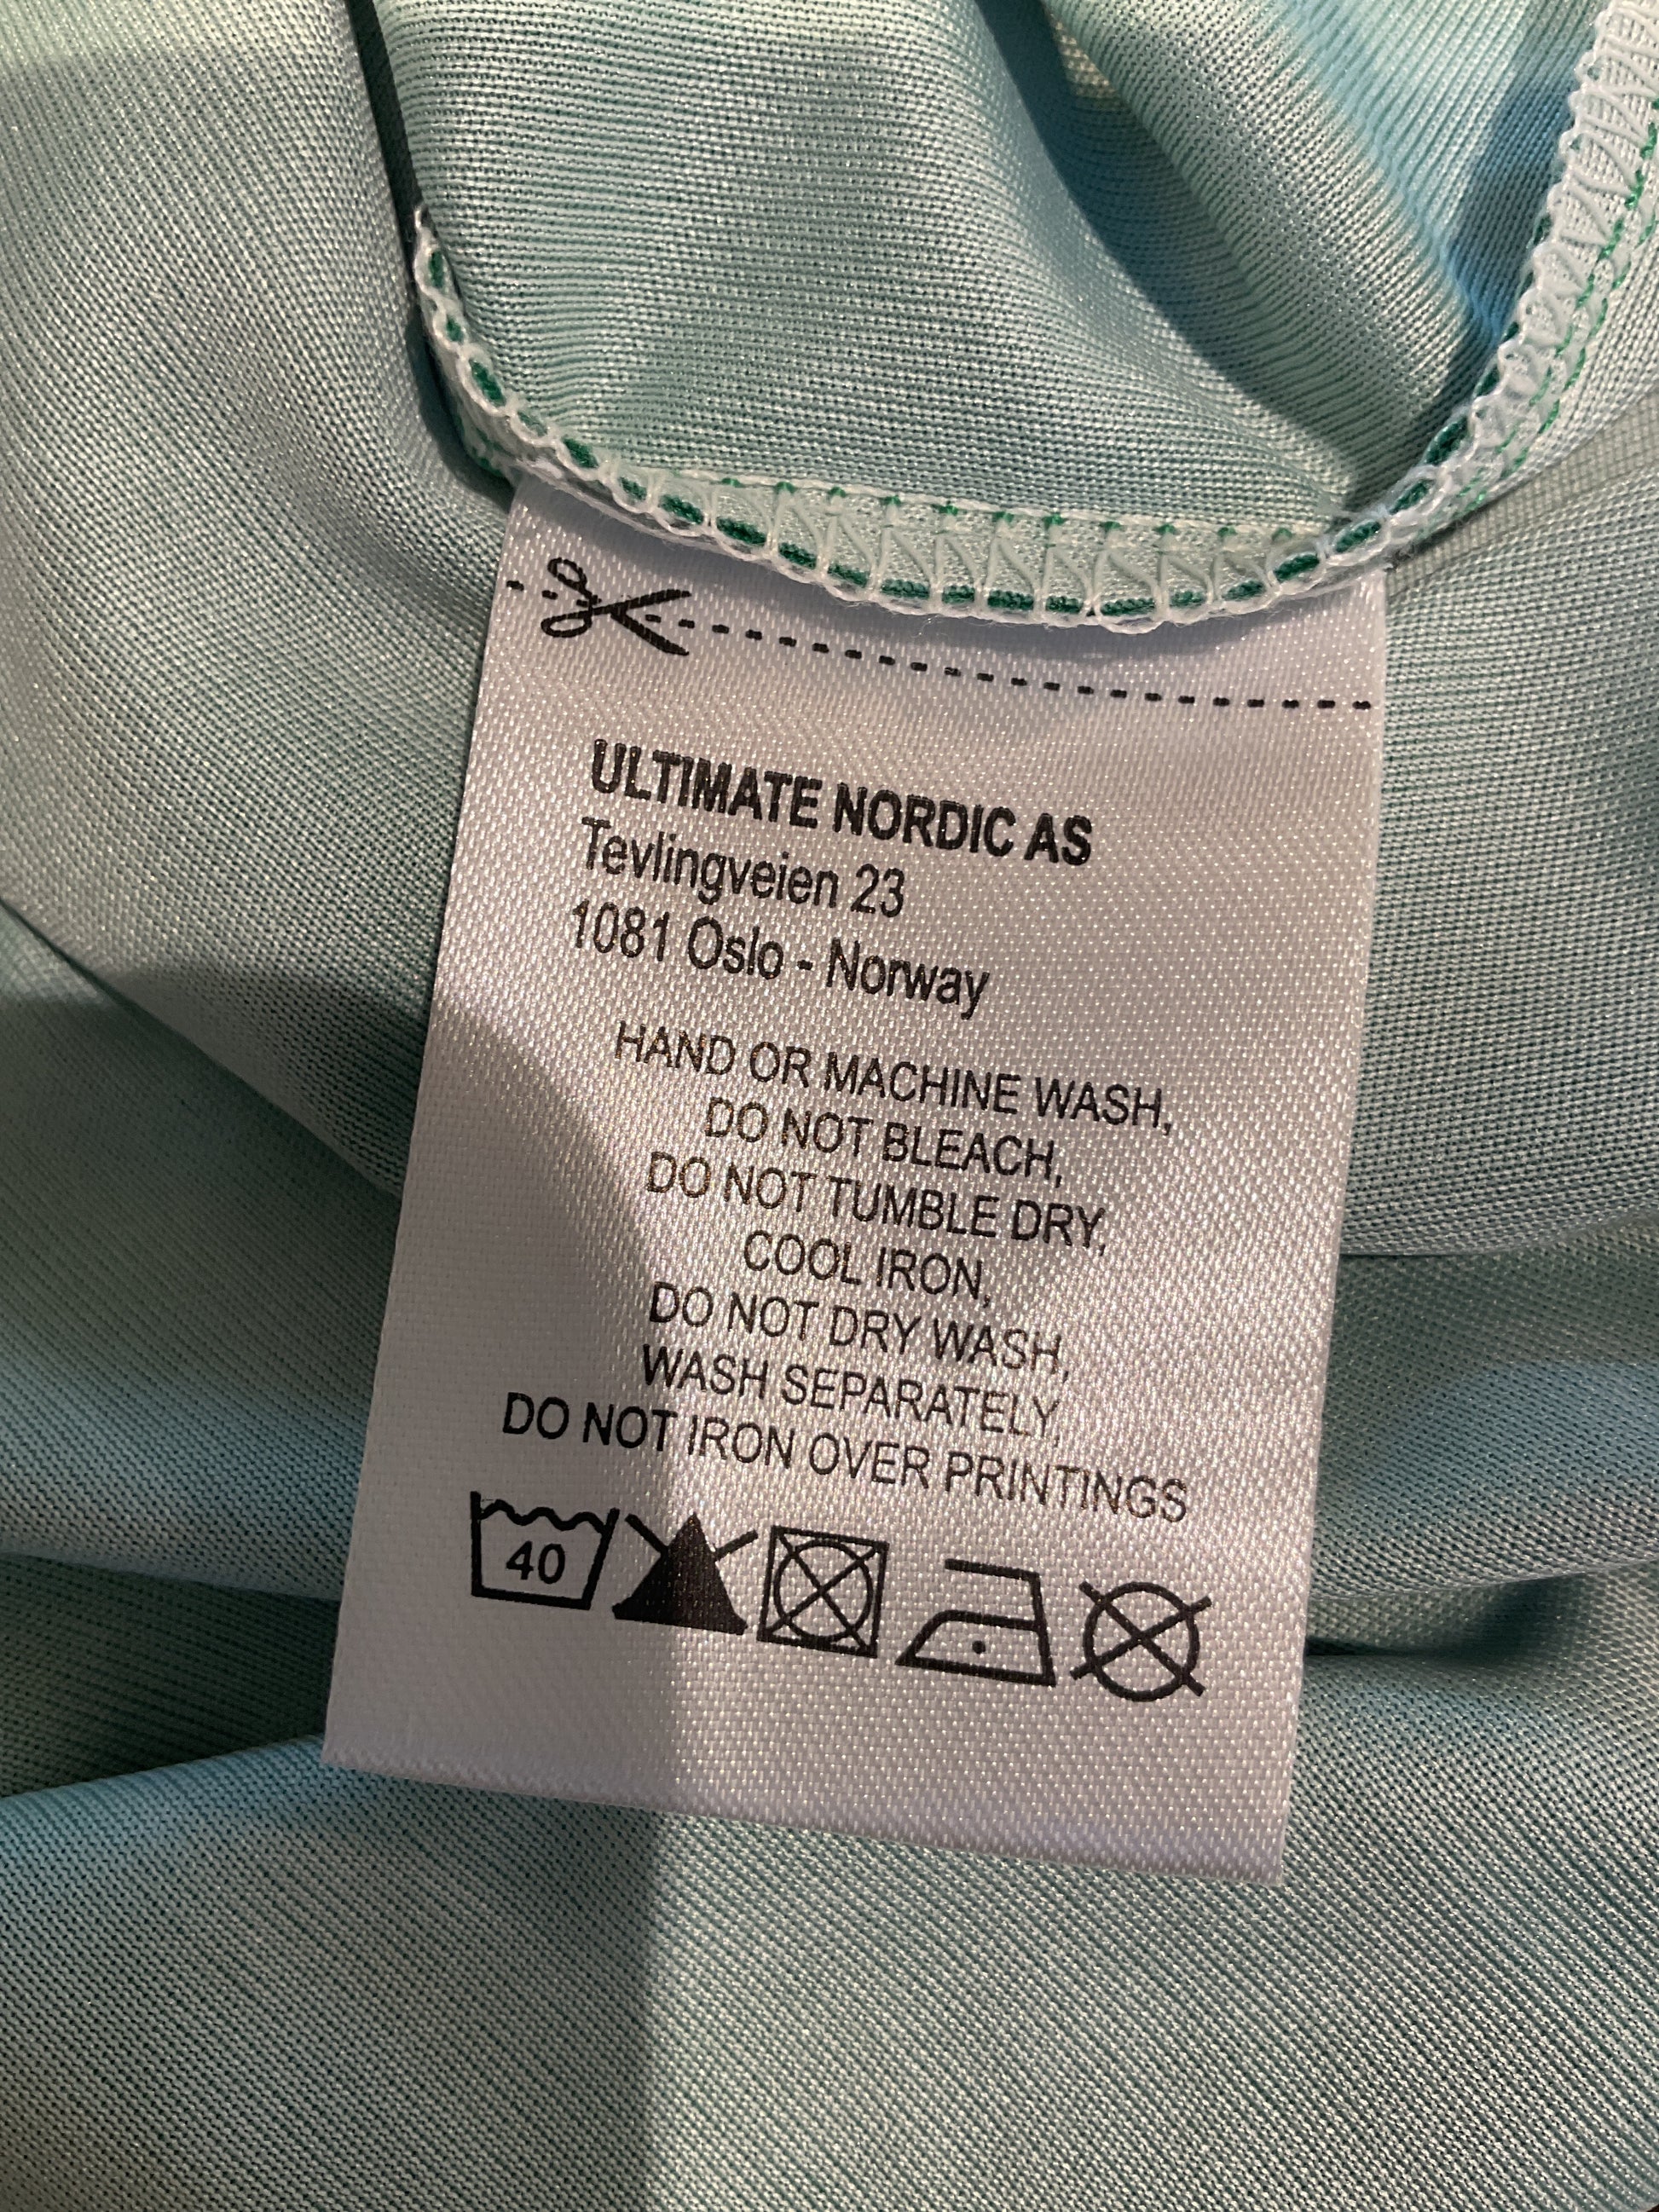 ULTIMATE NORDIC AS
Tevlingveien 23
1081 Oslo - Norway
HAND OR MACHINE WASH,
DO NOT BLEACH,
DO NOT TUMBLE DRY,
COOL IRON,
DO NOT DRY WASH,
WASH SEPARATELY,
DO NOT IRON OVER PRINTINGS
40